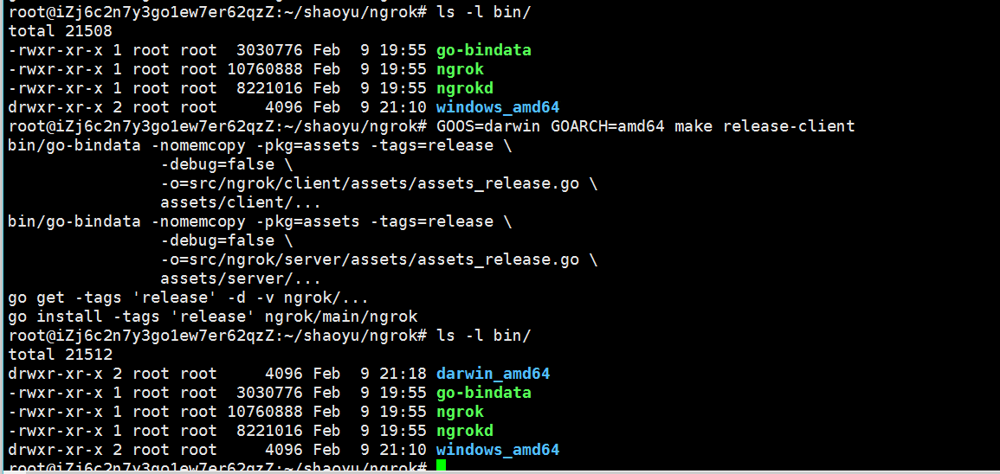 root@iZj6c2n7y3go1ew7er62qzZ:~/shaoyu/ngrok# ls -l bin/
total 21508
-rwxr-xr-x 1 root root  3030776 Feb  9 19:55 go-bindata
-rwxr-xr-x 1 root root 10760888 Feb  9 19:55 ngrok
-rwxr-xr-x 1 root root  8221016 Feb  9 19:55 ngrokd
drwxr-xr-x 2 root root     4096 Feb  9 21:10 windows_amd64
root@iZj6c2n7y3go1ew7er62qzZ:~/shaoyu/ngrok# GOOS=darwin GOARCH=amd64 make release-client
bin/go-bindata -nomemcopy -pkg=assets -tags=release \
                -debug=false \
                -o=src/ngrok/client/assets/assets_release.go \
                assets/client/...
bin/go-bindata -nomemcopy -pkg=assets -tags=release \
                -debug=false \
                -o=src/ngrok/server/assets/assets_release.go \
                assets/server/...
go get -tags 'release' -d -v ngrok/...
go install -tags 'release' ngrok/main/ngrok
root@iZj6c2n7y3go1ew7er62qzZ:~/shaoyu/ngrok# ls -l bin/
total 21512
drwxr-xr-x 2 root root     4096 Feb  9 21:18 darwin_amd64
-rwxr-xr-x 1 root root  3030776 Feb  9 19:55 go-bindata
-rwxr-xr-x 1 root root 10760888 Feb  9 19:55 ngrok
-rwxr-xr-x 1 root root  8221016 Feb  9 19:55 ngrokd
drwxr-xr-x 2 root root     4096 Feb  9 21:10 windows_amd64
root@iZj6c2n7y3go1ew7er62qzZ:~/shaoyu/ngrok#